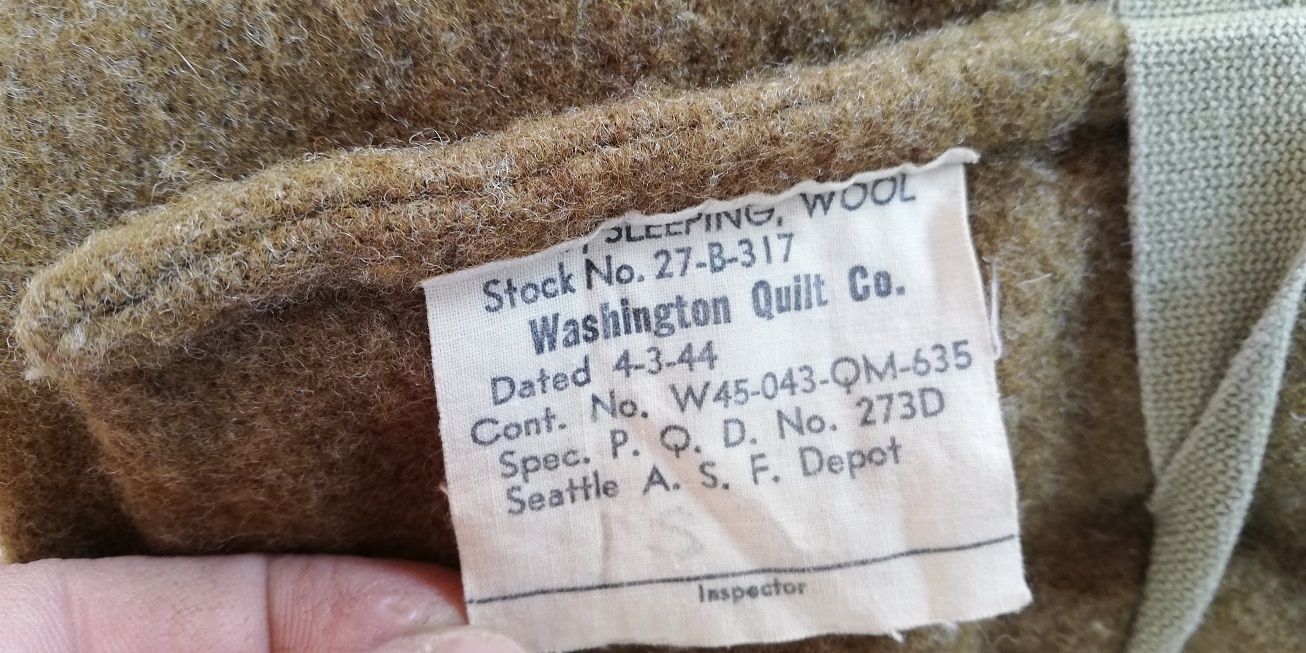 SLEEPING, WOOL
Stock No. 27-B-317
Washington Quilt Co.
Dated 4-3-44
Cont. No. W45-043-QM-635
Spec. P. Q. D. No. 273D
Seattle A. S. F. Depot
S
Inspector